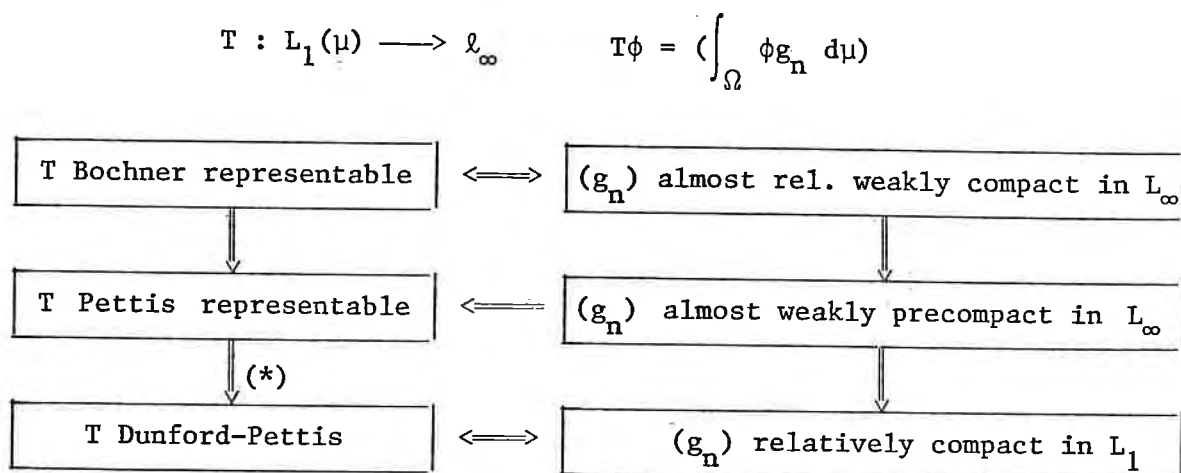 T : L₁(μ) ⟶ ℓ∞    Tϕ = (∫Ω ϕgₙ dμ)
T Bochner representable ⟺ (gₙ) almost rel. weakly compact in L∞
T Pettis representable ⟸ (gₙ) almost weakly precompact in L∞
(*)
T Dunford-Pettis ⟺ (gₙ) relatively compact in L₁